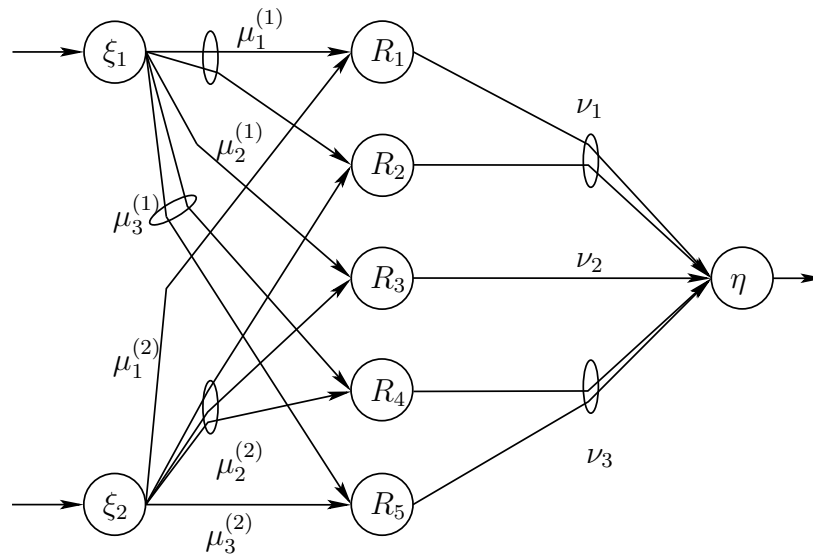 μ₁⁽¹⁾
ξ₁
R₁
ν₁
μ₂⁽¹⁾
R₂
μ₃⁽¹⁾
ν₂
R₃
η
μ₁⁽²⁾
R₄
μ₂⁽²⁾
ν₃
ξ₂
R₅
μ₃⁽²⁾